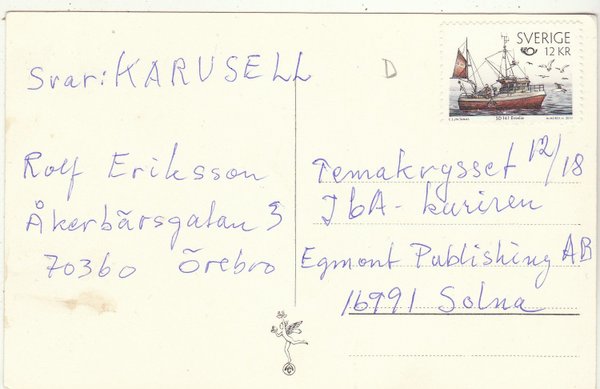 Svar: KARUSELL
D
SVERIGE
12 KR
Rolf Eriksson
Åkerbärsgatan 3
70360 Örebro
Temakrysset 12/18
IbA-kuriren
Egmont Publishing AB
16991 Solna